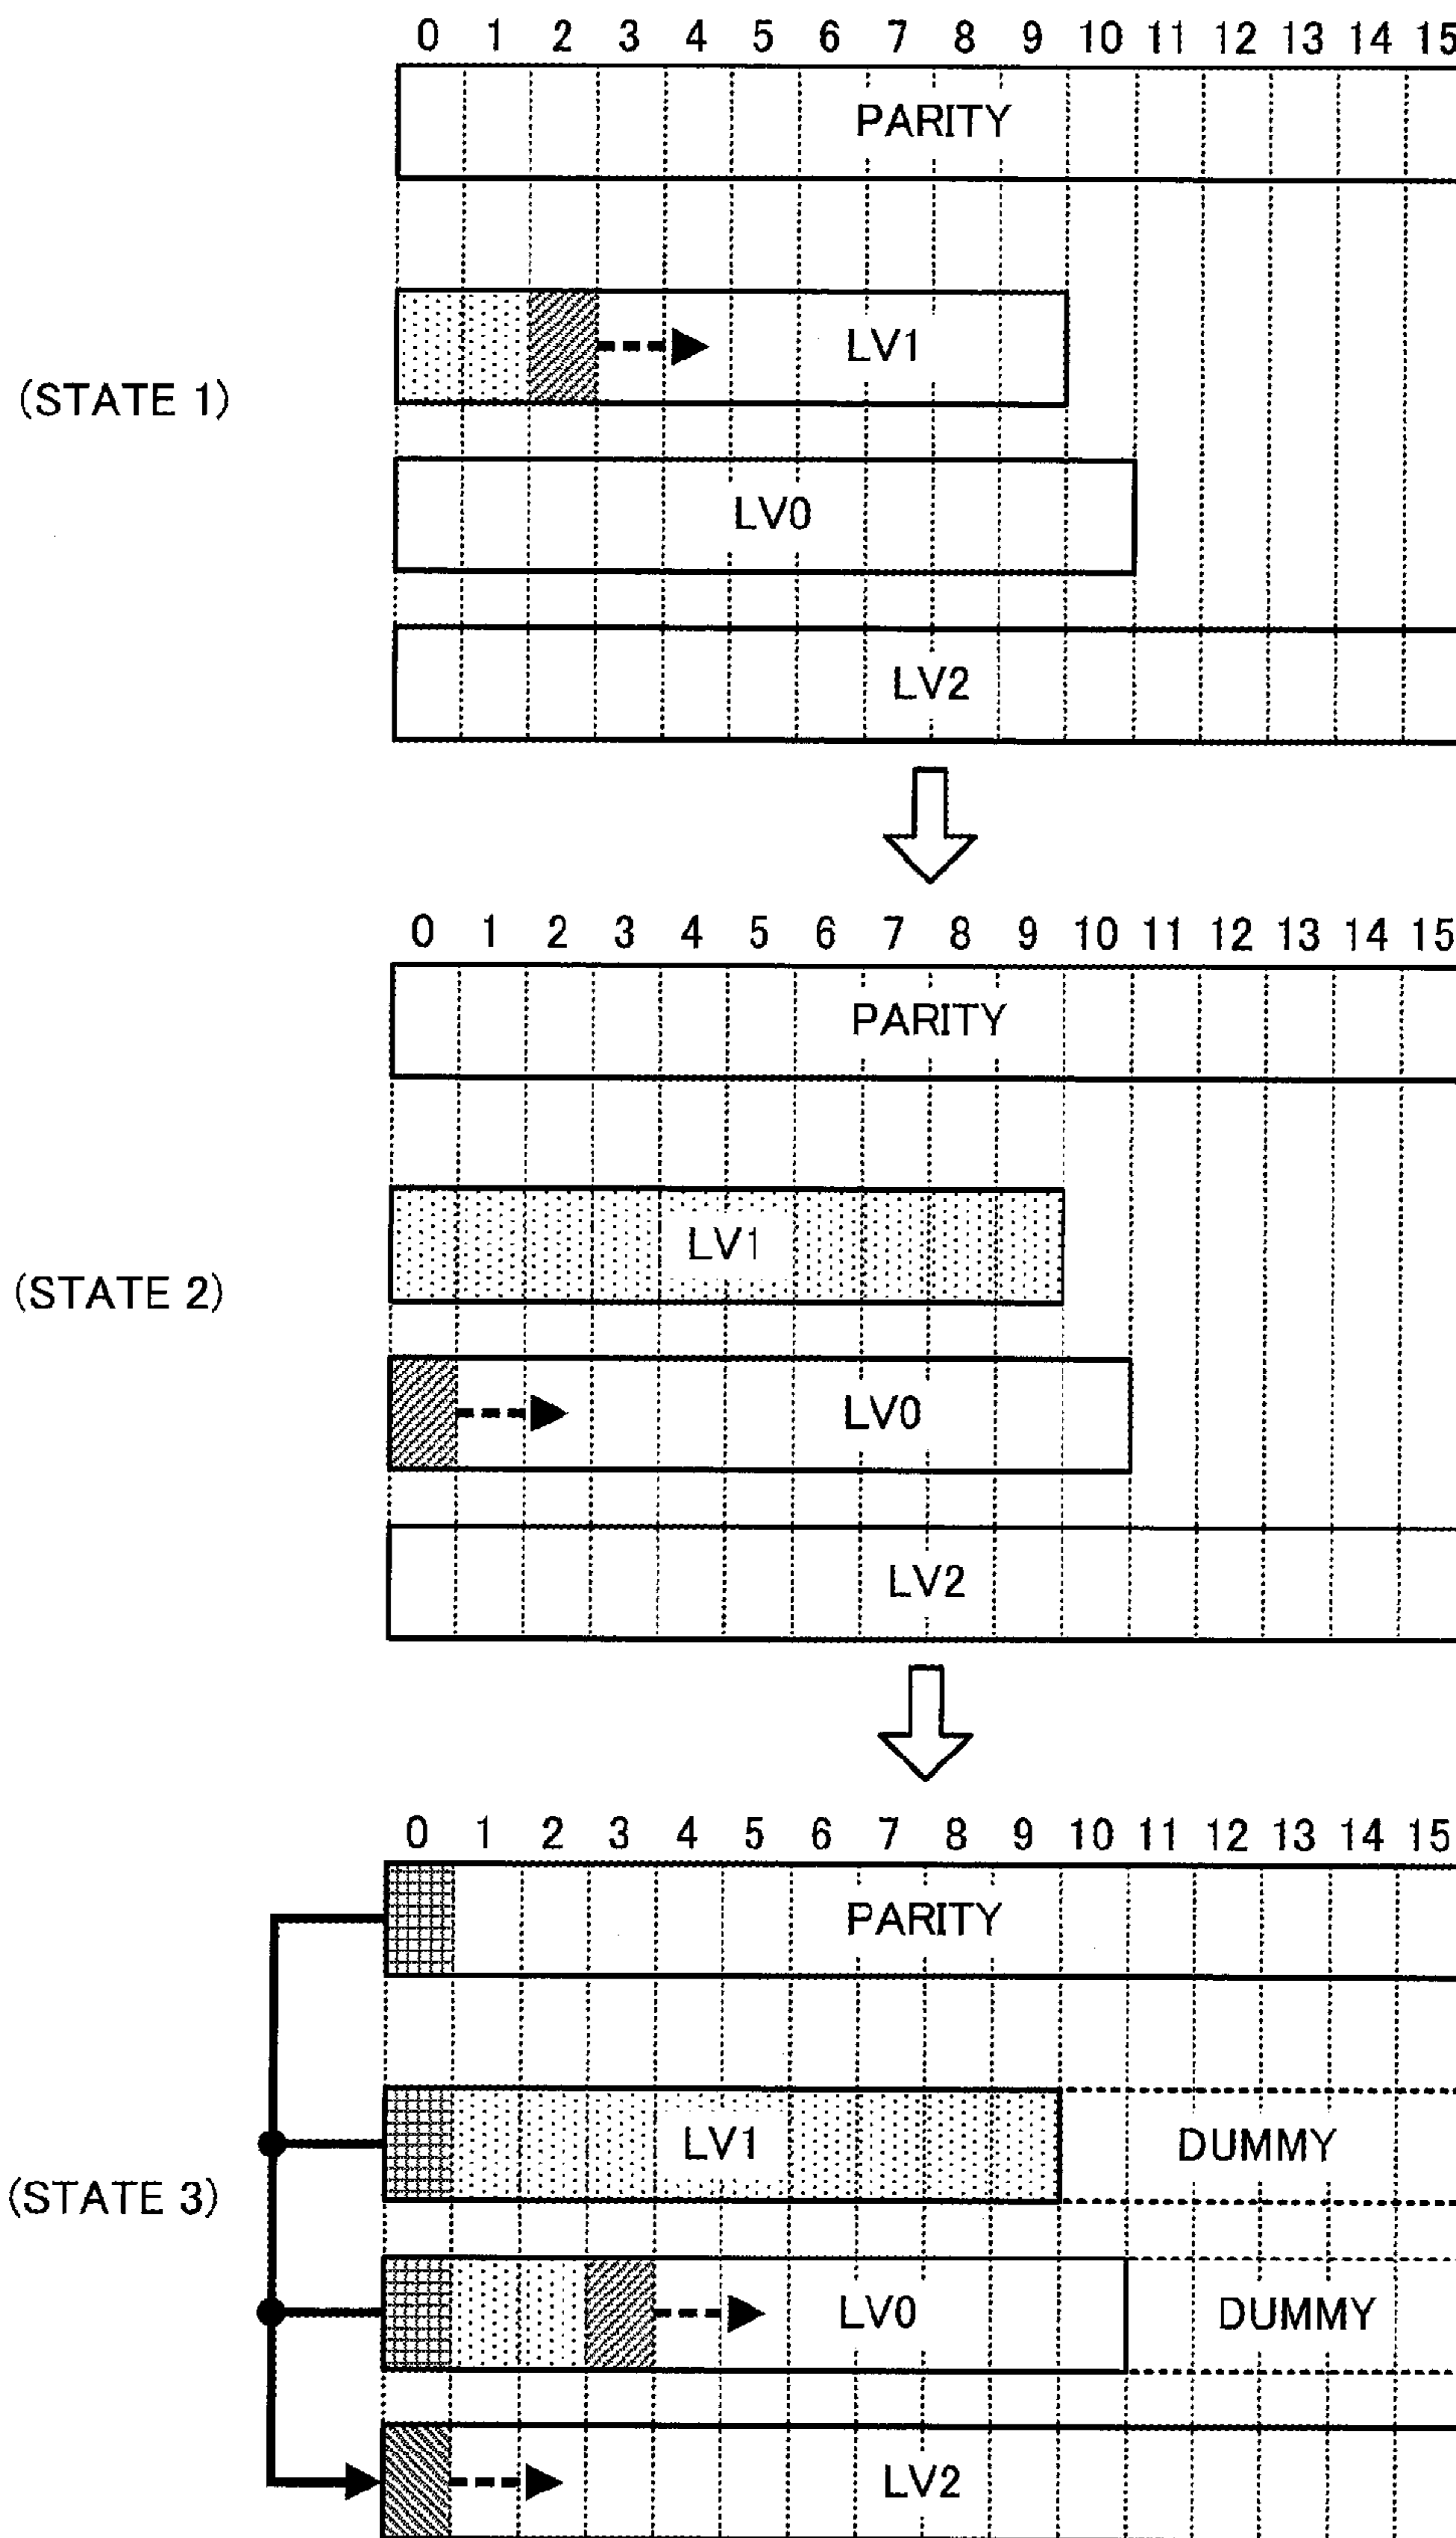 0 1 2 3 4 5 6 7 8 9 10 11 12 13 14 15
PARITY
LV1
(STATE 1)
LV0
LV2
0 1 2 3 4 5 6 7 8 9 10 11 12 13 14 15
PARITY
LV1
(STATE 2)
LV0
LV2
0 1 2 3 4 5 6 7 8 9 10 11 12 13 14 15
PARITY
LV1 DUMMY
(STATE 3)
LV0 DUMMY
LV2